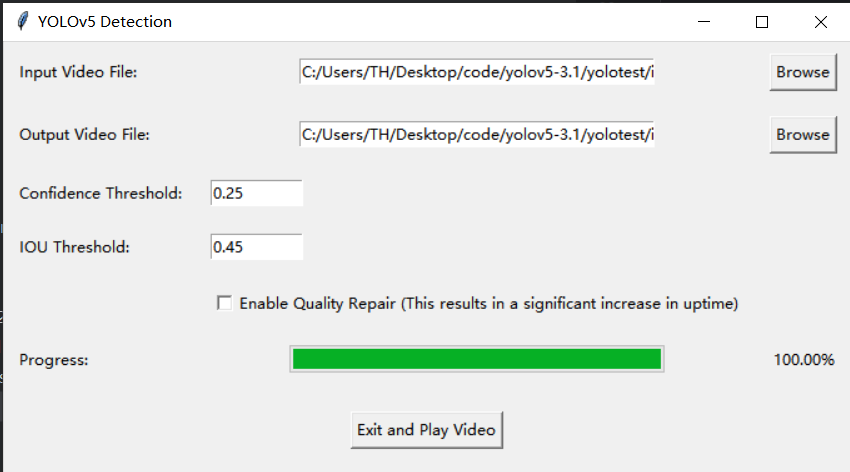 YOLOv5 Detection
Input Video File: C:/Users/TH/Desktop/code/yolov5-3.1/yolotest/i Browse
Output Video File: C:/Users/TH/Desktop/code/yolov5-3.1/yolotest/i Browse
Confidence Threshold: 0.25
IOU Threshold: 0.45
Enable Quality Repair (This results in a significant increase in uptime)
Progress: 100.00%
Exit and Play Video